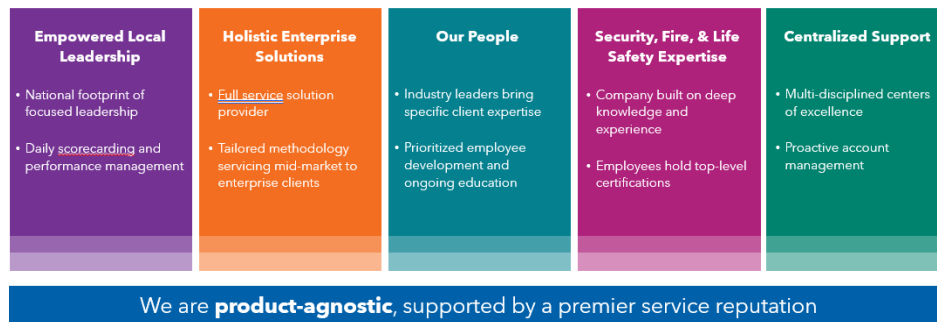 Empowered Local
Leadership
• National footprint of
focused leadership
• Daily scorecarding and
performance management
Holistic Enterprise
Solutions
• Full service solution
provider
• Tailored methodology
servicing mid-market to
enterprise clients
Our People
• Industry leaders bring
specific client expertise
• Prioritized employee
development and
ongoing education
Security, Fire, & Life
Safety Expertise
• Company built on deep
knowledge and
experience
• Employees hold top-level
certifications
Centralized Support
• Multi-disciplined centers
of excellence
• Proactive account
management
We are product-agnostic, supported by a premier service reputation